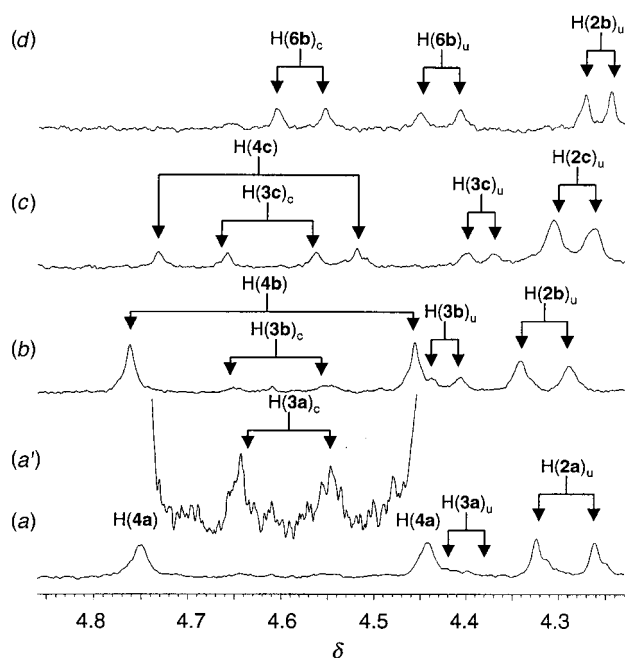 (d)
H(6b)c
H(6b)u
H(2b)u
(c)
H(4c)
H(3c)c
H(3c)u
H(2c)u
(b)
H(4b)
H(3b)c
H(3b)u
H(2b)u
(a')
H(3a)c
H(2a)u
(a)
H(4a)
H(4a)
H(3a)u
4.8 4.7 4.6 4.5 4.4 4.3
δ